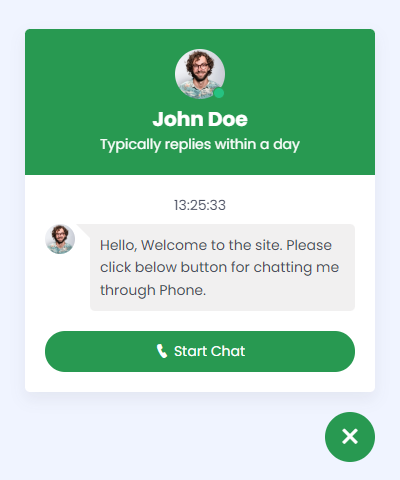 John Doe
Typically replies within a day
13:25:33
Hello, Welcome to the site. Please
click below button for chatting me
through Phone.
Start Chat